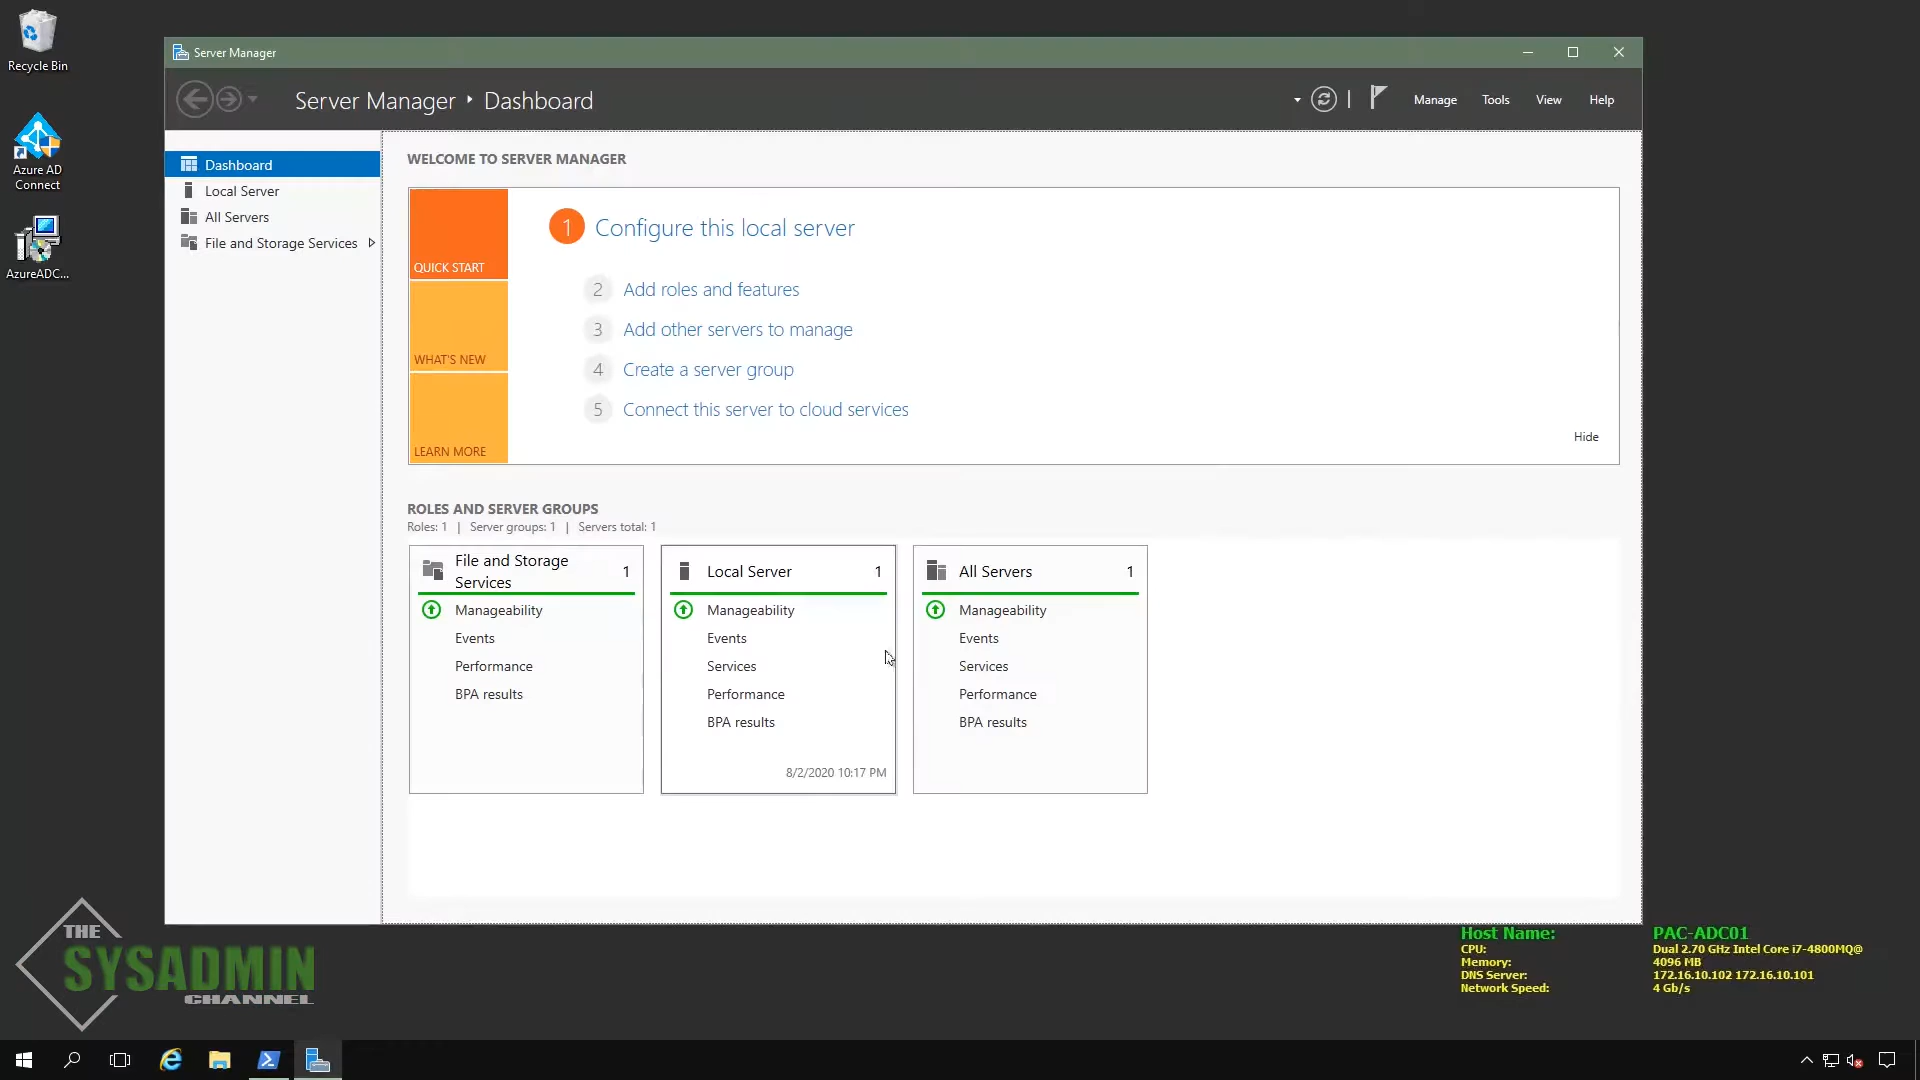 Recycle Bin
Azure AD
Connect
AzureADC...
Server Manager
Server Manager
Dashboard
Manage
Tools
View
Help
Dashboard
Local Server
All Servers
File and Storage Services
WELCOME TO SERVER MANAGER
QUICK START
WHAT'S NEW
LEARN MORE
1 Configure this local server
2 Add roles and features
3 Add other servers to manage
4 Create a server group
5 Connect this server to cloud services
Hide
ROLES AND SERVER GROUPS
Roles: 1 | Server groups: 1 | Servers total: 1
File and Storage
Services
1
Manageability
Events
Performance
BPA results
Local Server 1
Manageability
Events
Services
Performance
BPA results
8/2/2020 10:17 PM
All Servers 1
Manageability
Events
Services
Performance
BPA results
THE
SYSADMIN
CHANNEL
Host Name: PAC-ADC01
CPU: Dual 2.70 GHz Intel Core i7-4800MQ@
Memory: 4096 MB
DNS Server: 172.16.10.102 172.16.10.101
Network Speed: 4 Gb/s